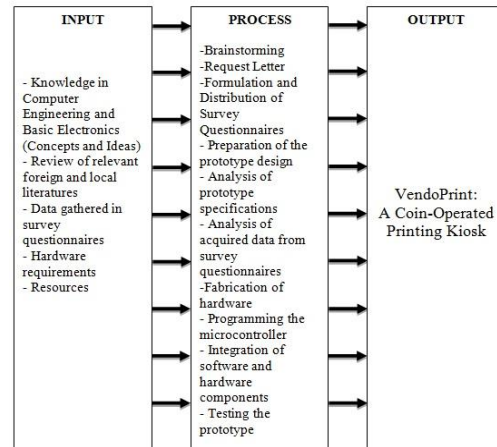 INPUT
- Knowledge in
Computer
Engineering and
Basic Electronics
(Concepts and Ideas)
- Review of relevant
foreign and local
literatures
- Data gathered in
survey
questionnaires
- Hardware
requirements
- Resources
PROCESS
-Brainstorming
-Request Letter
-Formulation and
Distribution of
Survey
Questionnaires
- Preparation of the
prototype design
- Analysis of
prototype
specifications
- Analysis of
acquired data from
survey
questionnaires
-Fabrication of
hardware
- Programming the
microcontroller
- Integration of
software and
hardware
components
- Testing the
prototype
OUTPUT
VendoPrint:
A Coin-Operated
Printing Kiosk